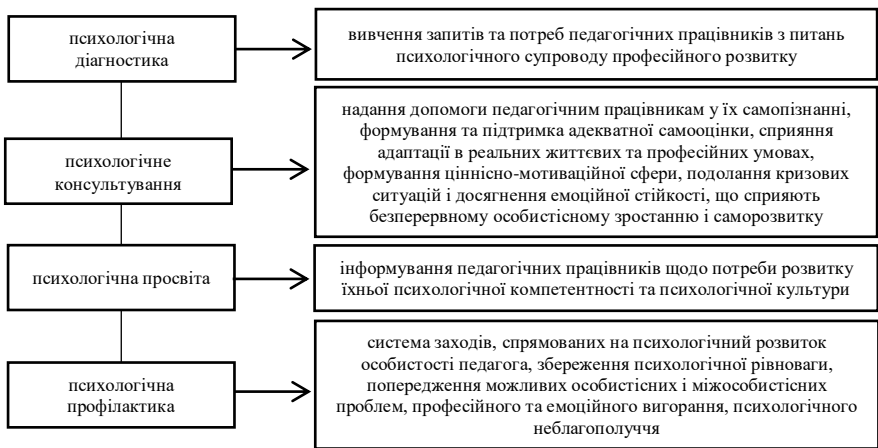 психологічна
діагностика
вивчення запитів та потреб педагогічних працівників з питань
психологічного супроводу професійного розвитку
психологічне
консультування
надання допомоги педагогічним працівникам у їх самопізнанні,
формування та підтримка адекватної самооцінки, сприяння
адаптації в реальних життєвих та професійних умовах,
формування ціннісно-мотиваційної сфери, подолання кризових
ситуацій і досягнення емоційної стійкості, що сприяють
безперервному особистісному зростанню і саморозвитку
психологічна просвіта
інформування педагогічних працівників щодо потреби розвитку
їхньої психологічної компетентності та психологічної культури
психологічна
профілактика
система заходів, спрямованих на психологічний розвиток
особистості педагога, збереження психологічної рівноваги,
попередження можливих особистісних і міжособистісних
проблем, професійного та емоційного вигорання, психологічного
неблагополуччя